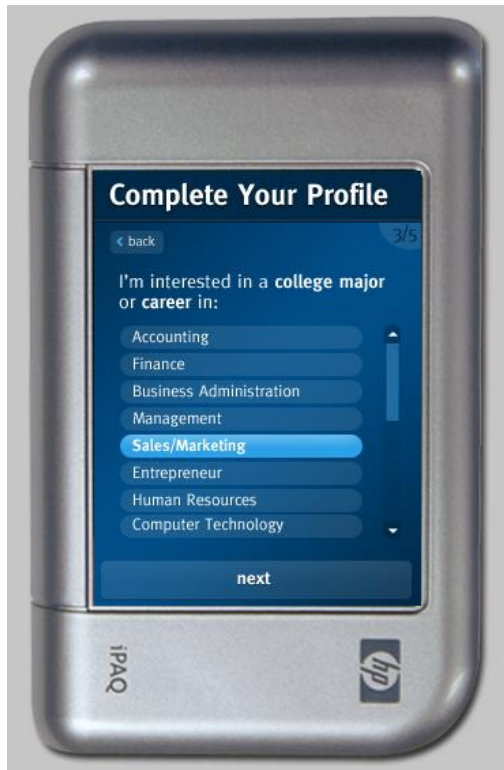 Complete Your Profile
back
3/5
I'm interested in a college major
or career in:
Accounting
Finance
Business Administration
Management
Sales/Marketing
Entrepreneur
Human Resources
Computer Technology
next
iPAQ
hp